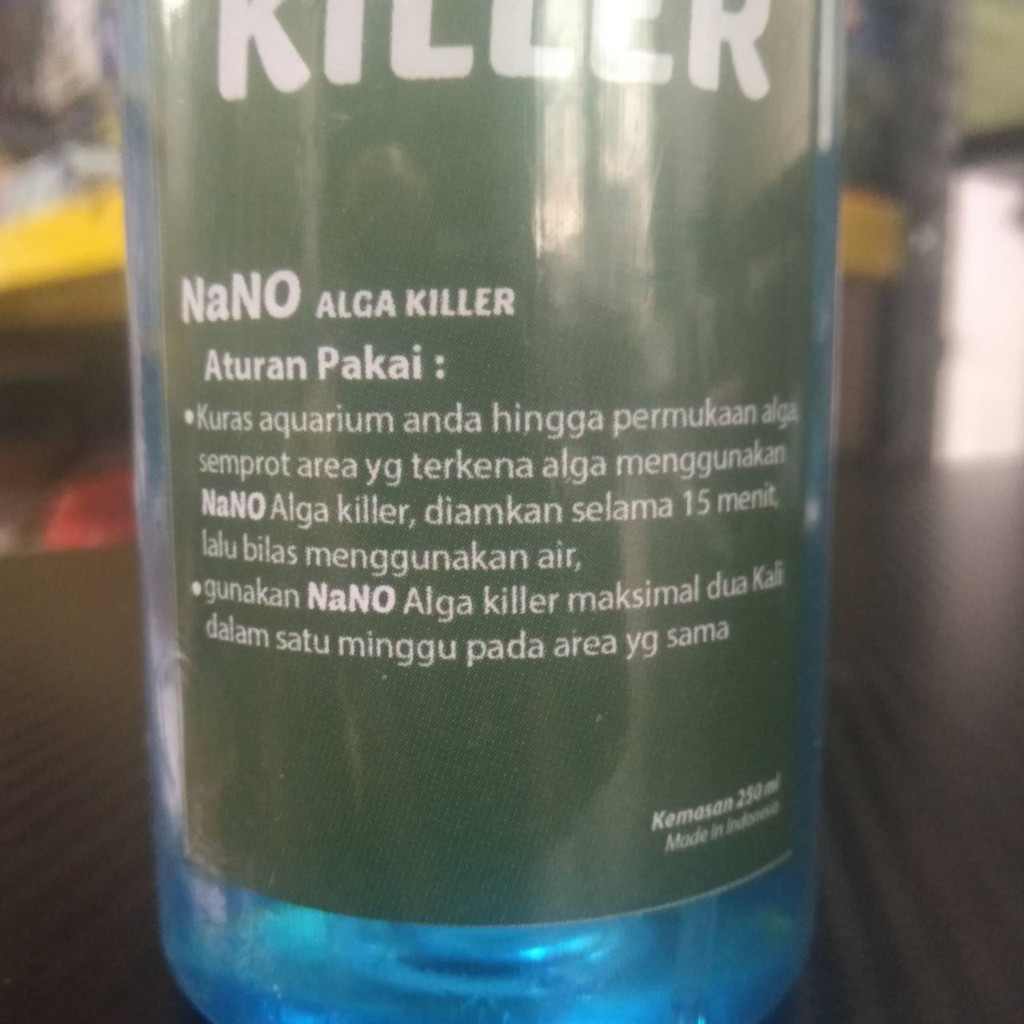 KILLER
NaNO ALGA KILLER
Aturan Pakai :
•Kuras aquarium anda hingga permukaan alga,
semprot area yg terkena alga menggunakan
NaNO Alga killer, diamkan selama 15 menit,
lalu bilas menggunakan air,
•gunakan NaNO Alga killer maksimal dua Kali
dalam satu minggu pada area yg sama
Kemasan 250 ml
Made In Indonesia